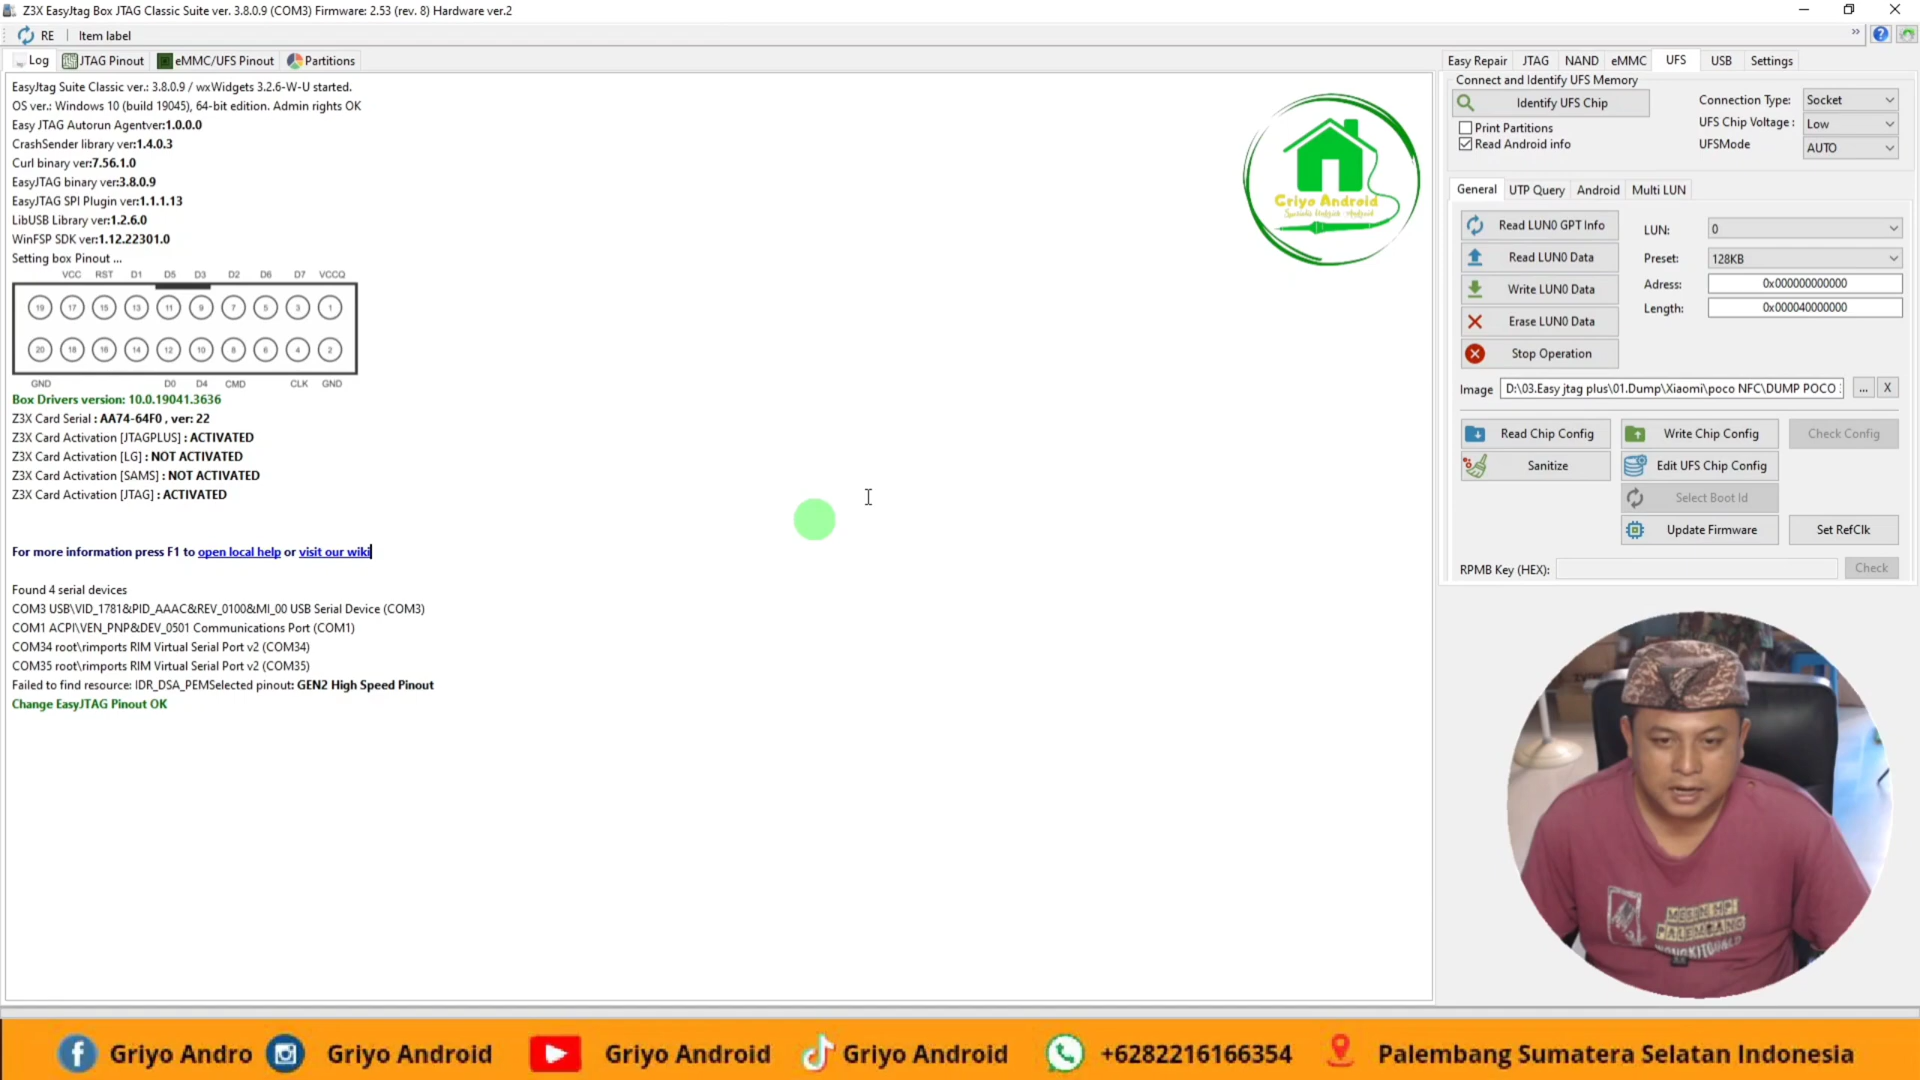 Z3X EasyJtag Box JTAG Classic Suite ver. 3.8.0.9 (COM3) Firmware: 2.53 (rev. 8) Hardware ver.2
RE Item label
Log JTAG Pinout eMMC/UFS Pinout Partitions
EasyJtag Suite Classic ver.: 3.8.0.9 / wxWidgets 3.2.6-W-U started.
OS ver.: Windows 10 (build 19045), 64-bit edition. Admin rights OK
Easy JTAG Autorun Agentver:1.0.0.0
CrashSender library ver:1.4.0.3
Curl binary ver:7.56.1.0
EasyJTAG binary ver:3.8.0.9
EasyJTAG SPI Plugin ver:1.1.1.13
LibUSB Library ver:1.2.6.0
WinFSP SDK ver:1.12.22301.0
Setting box Pinout ...
VCC RST D1 D5 D3 D2 D6 D7 VCCQ
19 17 15 13 11 9 7 5 3 1
20 18 16 14 12 10 8 6 4 2
GND D0 D4 CMD CLK GND
Box Drivers version: 10.0.19041.3636
Z3X Card Serial : AA74-64F0 , ver: 22
Z3X Card Activation [JTAGPLUS] : ACTIVATED
Z3X Card Activation [LG] : NOT ACTIVATED
Z3X Card Activation [SAMS] : NOT ACTIVATED
Z3X Card Activation [JTAG] : ACTIVATED
For more information press F1 to open local help or visit our wiki
Found 4 serial devices
COM3 USB\VID_1781&PID_AAAC&REV_0100&MI_00 USB Serial Device (COM3)
COM1 ACPI\VEN_PNP&DEV_0501 Communications Port (COM1)
COM34 root\rimports RIM Virtual Serial Port v2 (COM34)
COM35 root\rimports RIM Virtual Serial Port v2 (COM35)
Failed to find resource: IDR_DSA_PEMSelected pinout: GEN2 High Speed Pinout
Change EasyJTAG Pinout OK
Griyo Android
Easy Repair JTAG NAND eMMC UFS USB Settings
Connect and Identify UFS Memory
Identify UFS Chip
Print Partitions
Read Android info
Connection Type: Socket
UFS Chip Voltage : Low
UFSMode AUTO
General UTP Query Android Multi LUN
Read LUN0 GPT Info
Read LUN0 Data
Write LUN0 Data
Erase LUN0 Data
Stop Operation
LUN: 0
Preset: 128KB
Adress: 0x000000000000
Length: 0x000040000000
Image D:\03.Easy jtag plus\01.Dump\Xiaomi\poco NFC\DUMP POCO ... X
Read Chip Config Write Chip Config Check Config
Sanitize Edit UFS Chip Config
Select Boot Id
Update Firmware Set RefClk
RPMB Key (HEX): Check
PALEMBANG
Griyo Andro Griyo Android Griyo Android Griyo Android +6282216166354 Palembang Sumatera Selatan Indonesia